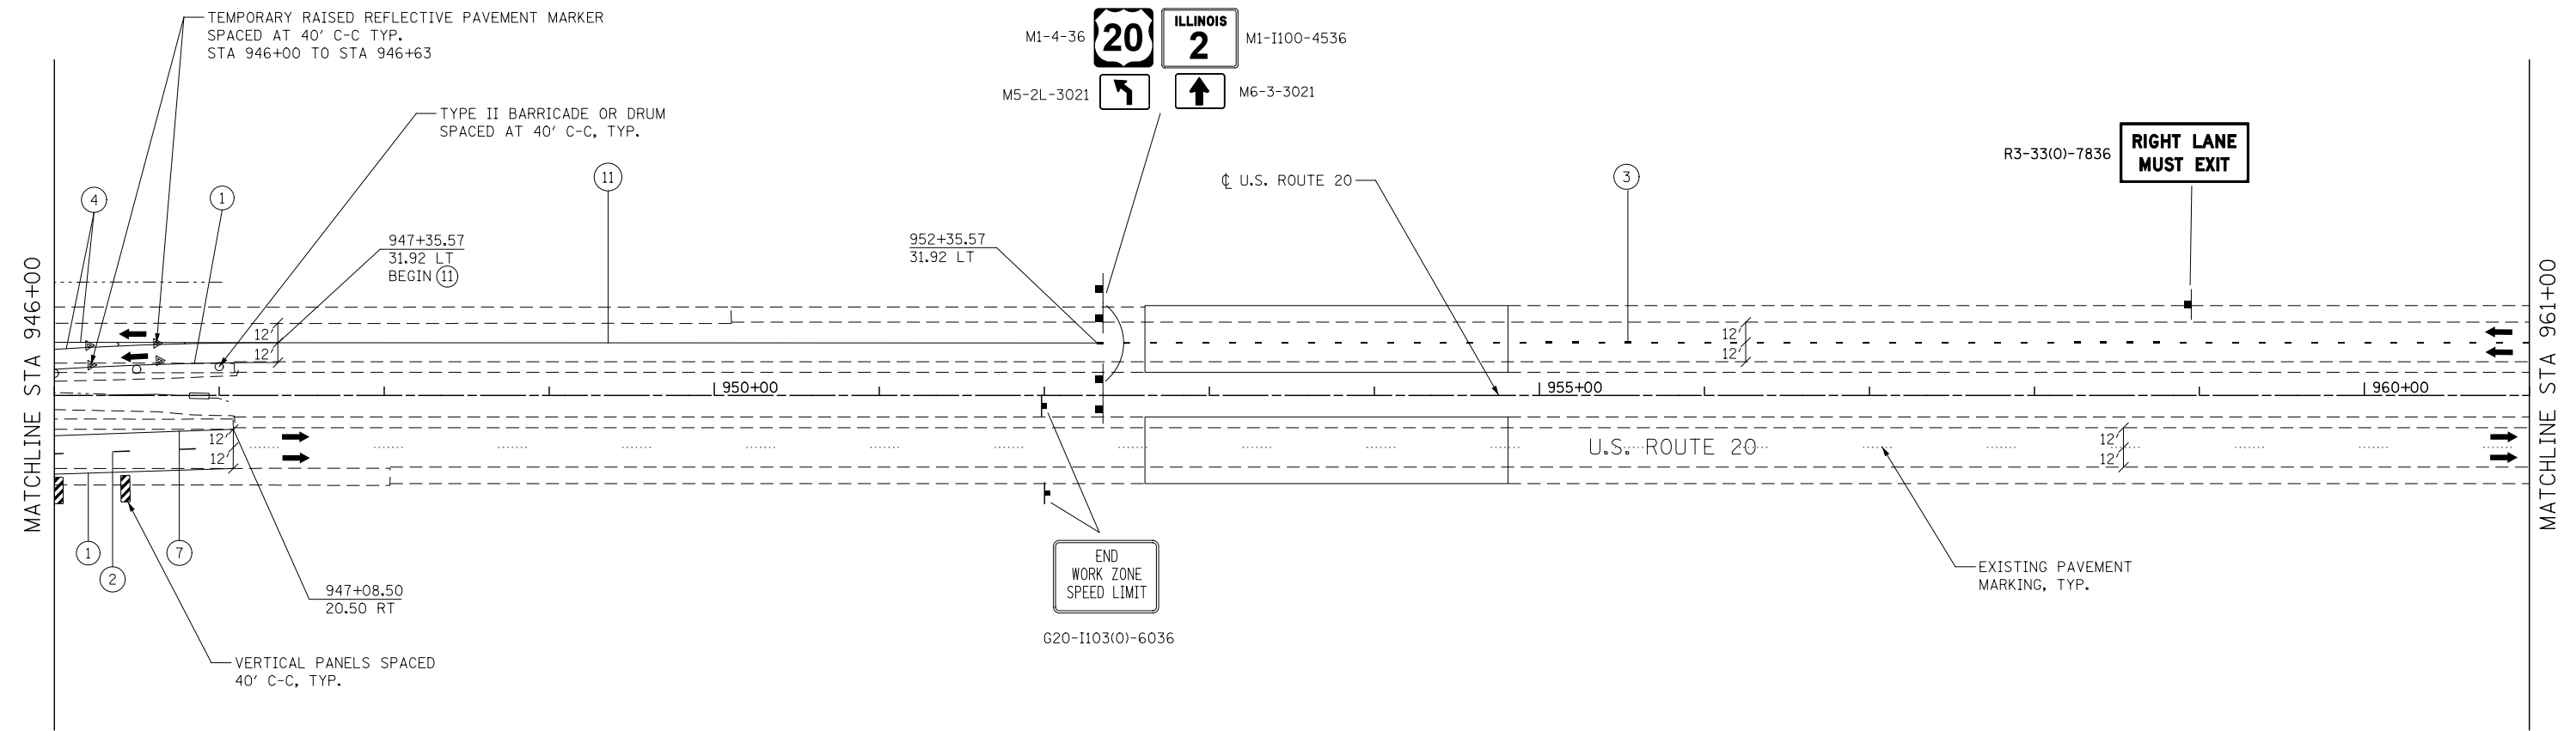 TEMPORARY RAISED REFLECTIVE PAVEMENT MARKER
SPACED AT 40' C-C TYP.
STA 946+00 TO STA 946+63
TYPE II BARRICADE OR DRUM
SPACED AT 40' C-C, TYP.
M1-4-36
20
ILLINOIS
2
M1-I100-4536
M5-2L-3021
M6-3-3021
R3-33(O)-7836
RIGHT LANE
MUST EXIT
4
1
11
3
℄ U.S. ROUTE 20
947+35.57
31.92 LT
BEGIN 11
952+35.57
31.92 LT
MATCHLINE STA 946+00
MATCHLINE STA 961+00
12'
12'
12'
12'
950+00
955+00
960+00
12'
12'
U.S. ROUTE 20
12'
12'
1
2
7
947+08.50
20.50 RT
END
WORK ZONE
SPEED LIMIT
G20-I103(O)-6036
EXISTING PAVEMENT
MARKING, TYP.
VERTICAL PANELS SPACED
40' C-C, TYP.